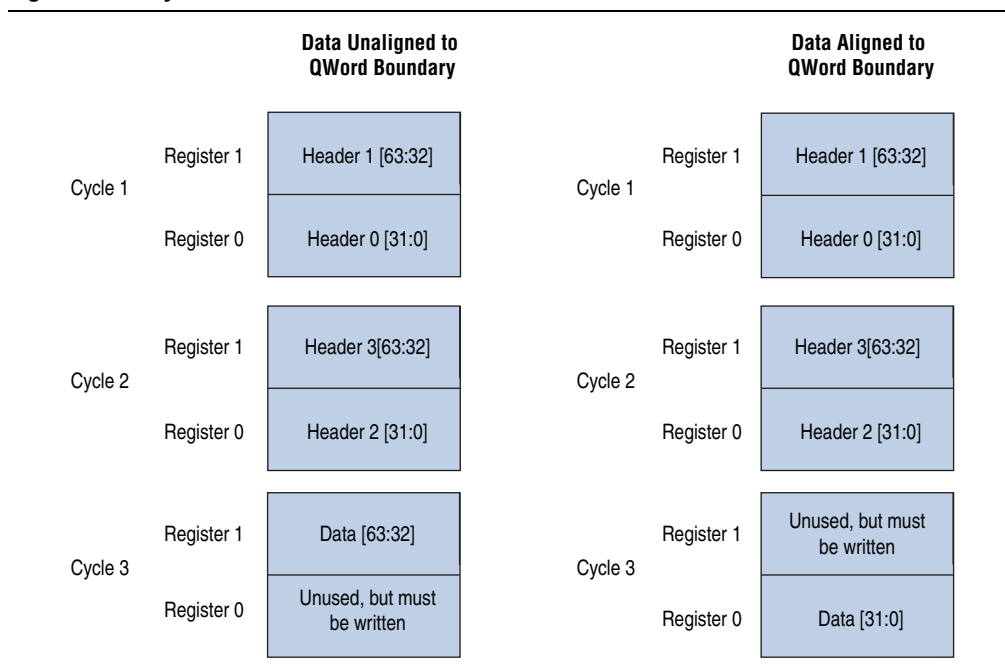 Data Unaligned to
QWord Boundary
Data Aligned to
QWord Boundary
Cycle 1
Register 1
Header 1 [63:32]
Register 0
Header 0 [31:0]
Cycle 1
Register 1
Header 1 [63:32]
Register 0
Header 0 [31:0]
Cycle 2
Register 1
Header 3[63:32]
Register 0
Header 2 [31:0]
Cycle 2
Register 1
Header 3[63:32]
Register 0
Header 2 [31:0]
Cycle 3
Register 1
Data [63:32]
Register 0
Unused, but must
be written
Cycle 3
Register 1
Unused, but must
be written
Register 0
Data [31:0]